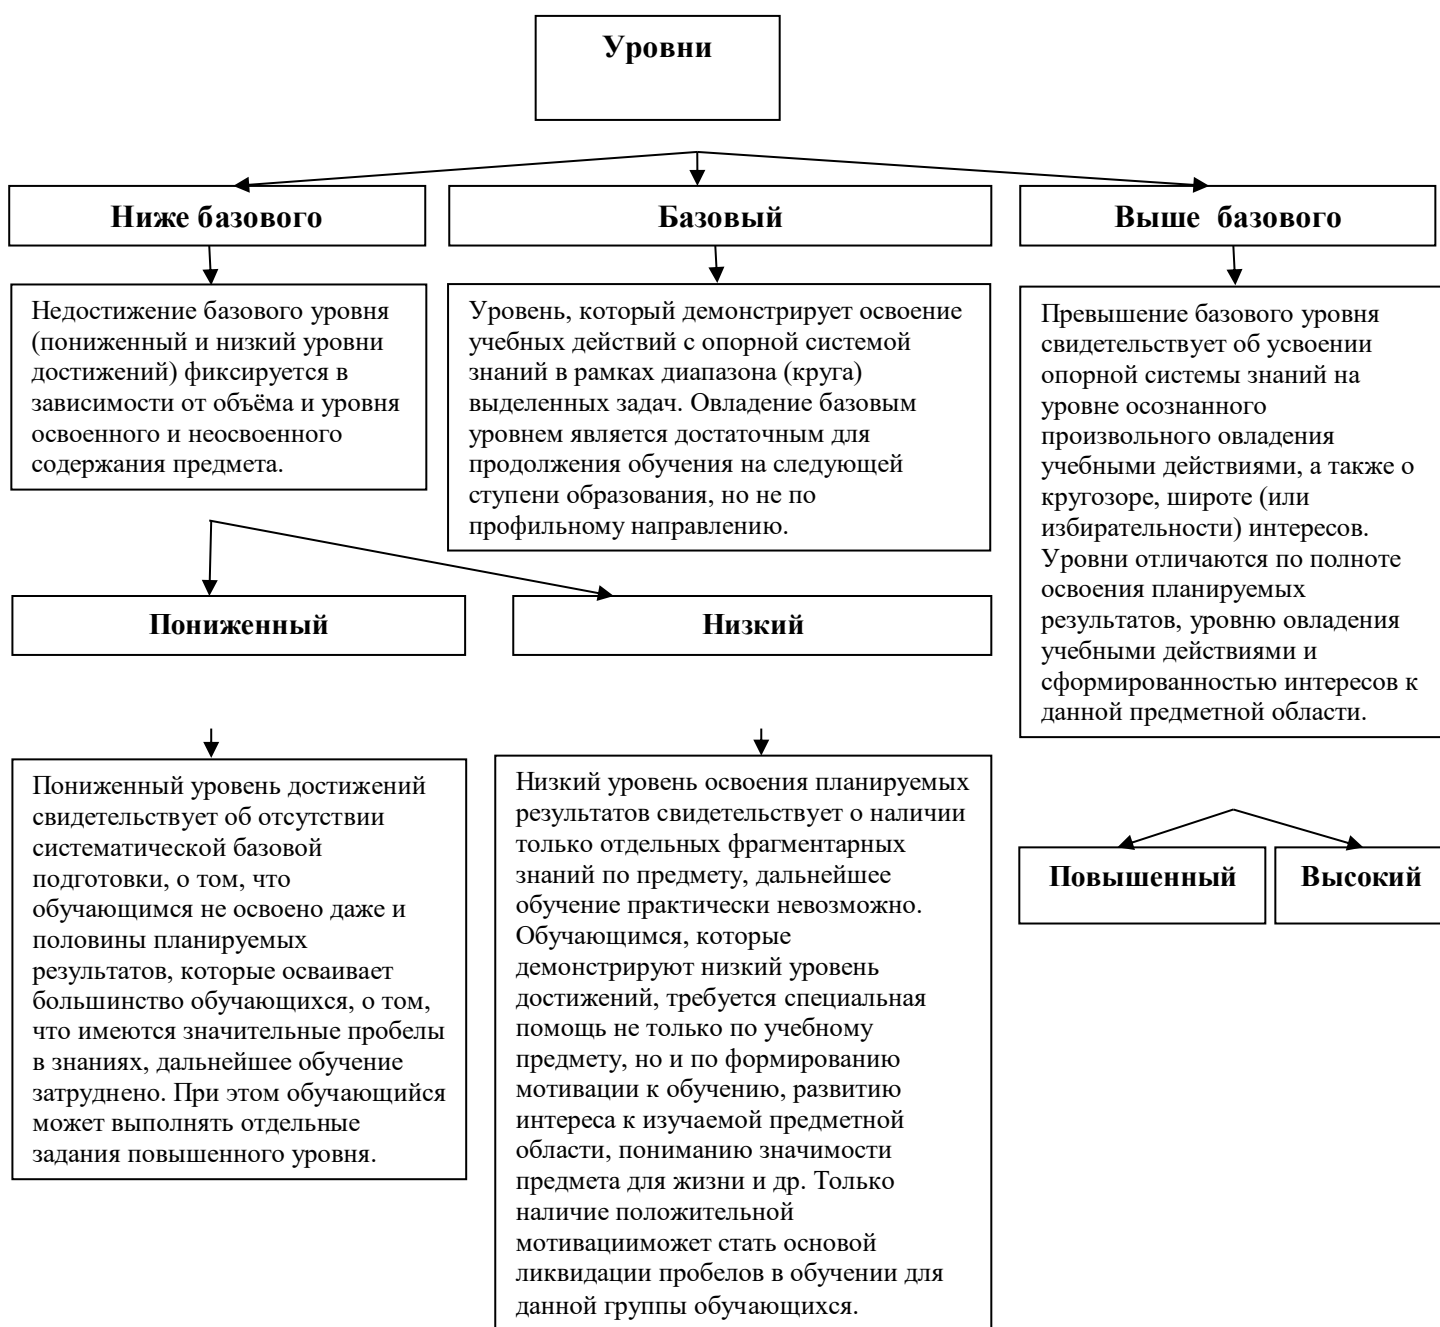 Уровни
Ниже базового
Базовый
Выше  базового
Недостижение базового уровня
(пониженный и низкий уровни
достижений) фиксируется в
зависимости от объёма и уровня
освоенного и неосвоенного
содержания предмета.
Уровень, который демонстрирует освоение
учебных действий с опорной системой
знаний в рамках диапазона (круга)
выделенных задач. Овладение базовым
уровнем является достаточным для
продолжения обучения на следующей
ступени образования, но не по
профильному направлению.
Превышение базового уровня
свидетельствует об усвоении
опорной системы знаний на
уровне осознанного
произвольного овладения
учебными действиями, а также о
кругозоре, широте (или
избирательности) интересов.
Уровни отличаются по полноте
освоения планируемых
результатов, уровню овладения
учебными действиями и
сформированностью интересов к
данной предметной области.
Пониженный
Низкий
Пониженный уровень достижений
свидетельствует об отсутствии
систематической базовой
подготовки, о том, что
обучающимся не освоено даже и
половины планируемых
результатов, которые осваивает
большинство обучающихся, о том,
что имеются значительные пробелы
в знаниях, дальнейшее обучение
затруднено. При этом обучающийся
может выполнять отдельные
задания повышенного уровня.
Низкий уровень освоения планируемых
результатов свидетельствует о наличии
только отдельных фрагментарных
знаний по предмету, дальнейшее
обучение практически невозможно.
Обучающимся, которые
демонстрируют низкий уровень
достижений, требуется специальная
помощь не только по учебному
предмету, но и по формированию
мотивации к обучению, развитию
интереса к изучаемой предметной
области, пониманию значимости
предмета для жизни и др. Только
наличие положительной
мотивацииможет стать основой
ликвидации пробелов в обучении для
данной группы обучающихся.
Повышенный
Высокий